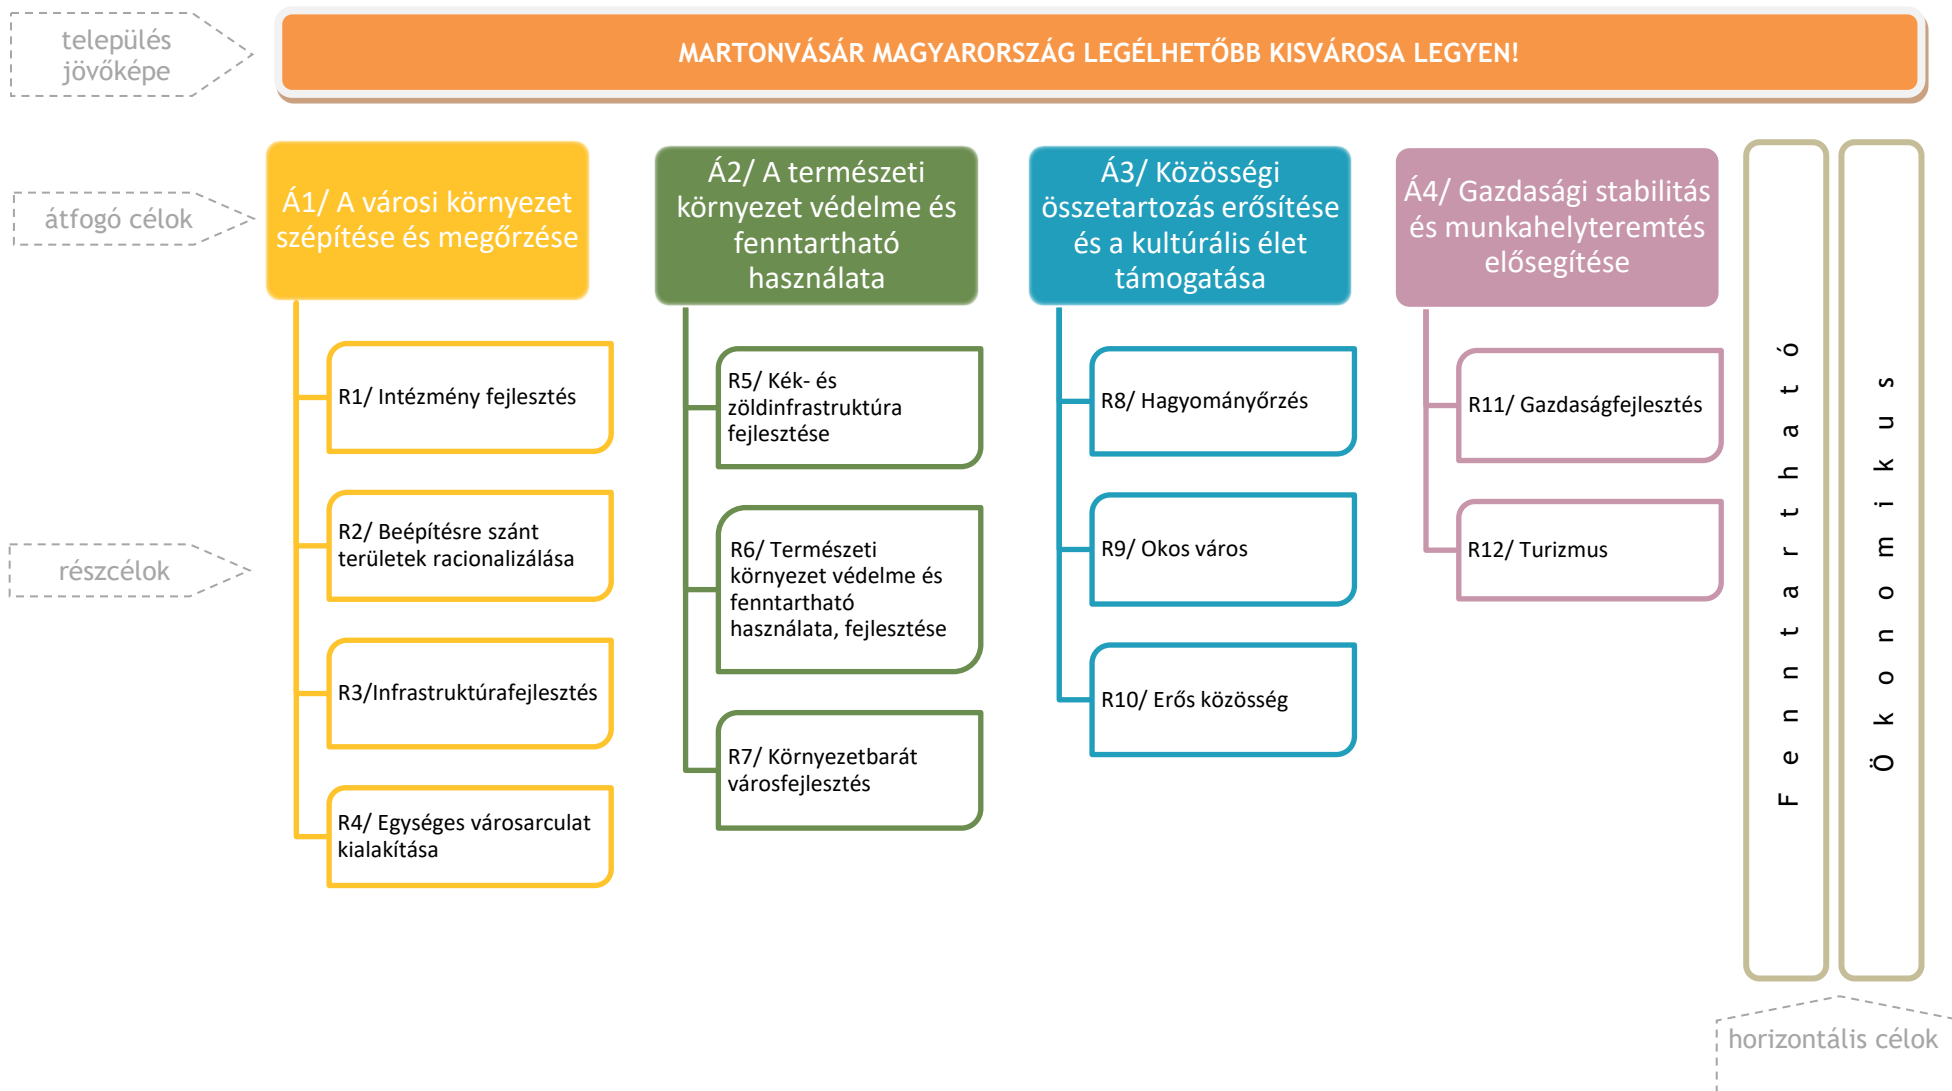 település
jövőképe
MARTONVÁSÁR MAGYARORSZÁG LEGÉLHETŐBB KISVÁROSA LEGYEN!
átfogó célok
Á1/ A városi környezet
szépítése és megőrzése
Á2/ A természeti
környezet védelme és
fenntartható
használata
Á3/ Közösségi
összetartozás erősítése
és a kultúrális élet
támogatása
Á4/ Gazdasági stabilitás
és munkahelyteremtés
elősegítése
részcélok
R1/ Intézmény fejlesztés
R2/ Beépítésre szánt
területek racionalizálása
R3/Infrastruktúrafejlesztés
R4/ Egységes városarculat
kialakítása
R5/ Kék- és
zöldinfrastruktúra
fejlesztése
R6/ Természeti
környezet védelme és
fenntartható
használata, fejlesztése
R7/ Környezetbarát
városfejlesztés
R8/ Hagyományőrzés
R9/ Okos város
R10/ Erős közösség
R11/ Gazdaságfejlesztés
R12/ Turizmus
Fenntartható
Ökonomikus
horizontális célok